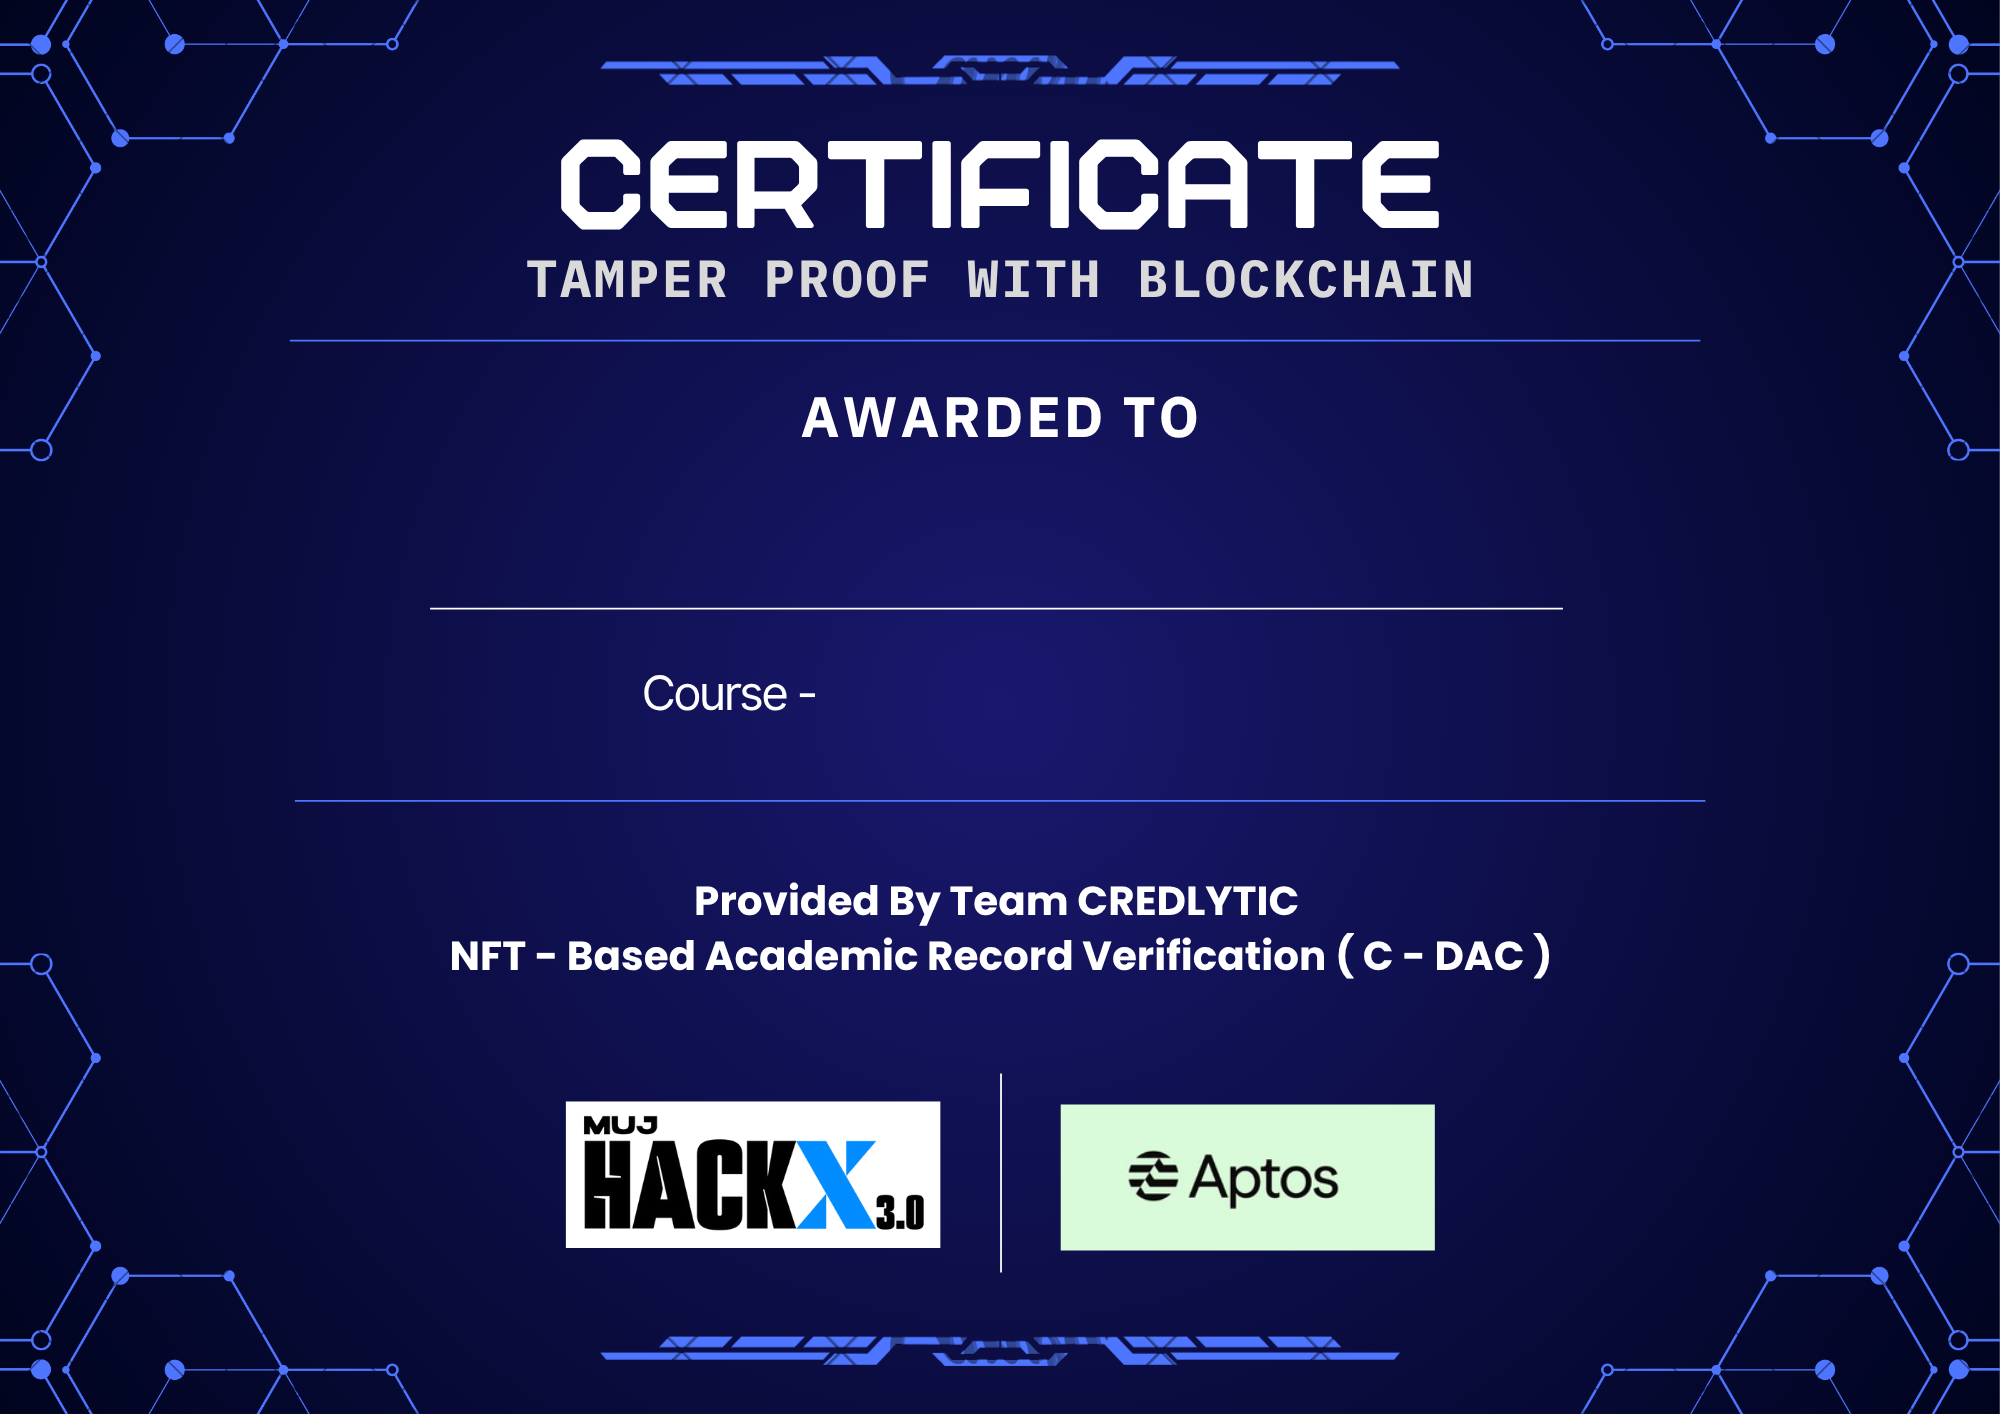 CERTIFICATE
TAMPER PROOF WITH BLOCKCHAIN
AWARDED TO
Course -
Provided By Team CREDLYTIC
NFT - Based Academic Record Verification ( C - DAC )
MUJ
HACKX 3.0
Aptos